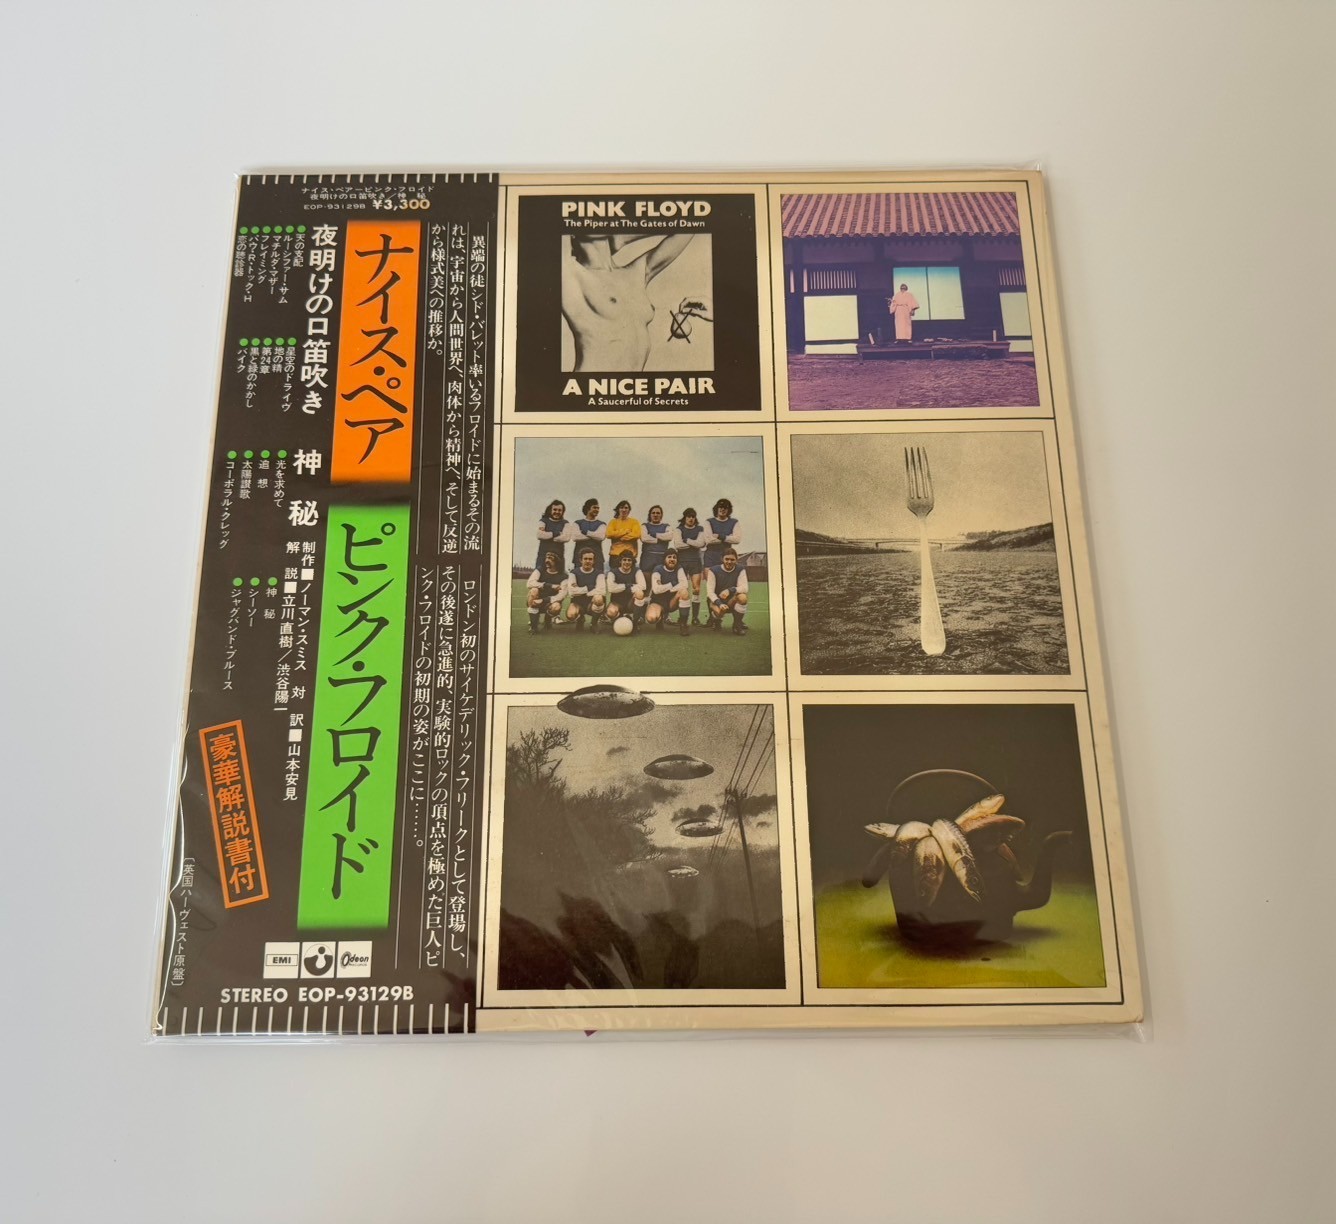 ナイス・ペアーピンク・フロイド
夜明けの口笛吹き／神 秘
EOP-93129B ¥3,300
異端の徒シド・バレット率いるフロイドに始まるその流
れは、宇宙から人間世界へ、肉体から精神へ、そして反逆
から様式美への推移か。
ロンドン初のサイケデリック・フリークとして登場し、
その後遂に急進的、実験的ロックの頂点を極めた巨人ピ
ンク・フロイドの初期の姿がここに……。
ナイス・ペア
ピンク・フロイド
夜明けの口笛吹き
●天の支配
●ルーシファー・サム
●マチルダ・マザー
●フレイミング
●パウ・R・トック・H
●恋の聴診器
●星空のドライヴ
●地の精
●第24章
●黒と緑のかかし
●バイク
神 秘
●光を求めて
●追 想
●太陽讃歌
●コーポラル・クレッグ
●神 秘
●シーソー
●ジャグバンド・ブルース
制作■ノーマン・スミス 対 訳■山本安見
解 説■立川直樹／渋谷陽一
豪華解説書付
〔英国ハーヴェスト原盤〕
EMI
Odeon
STEREO EOP-93129B
PINK FLOYD
The Piper at The Gates of Dawn
A NICE PAIR
A Saucerful of Secrets